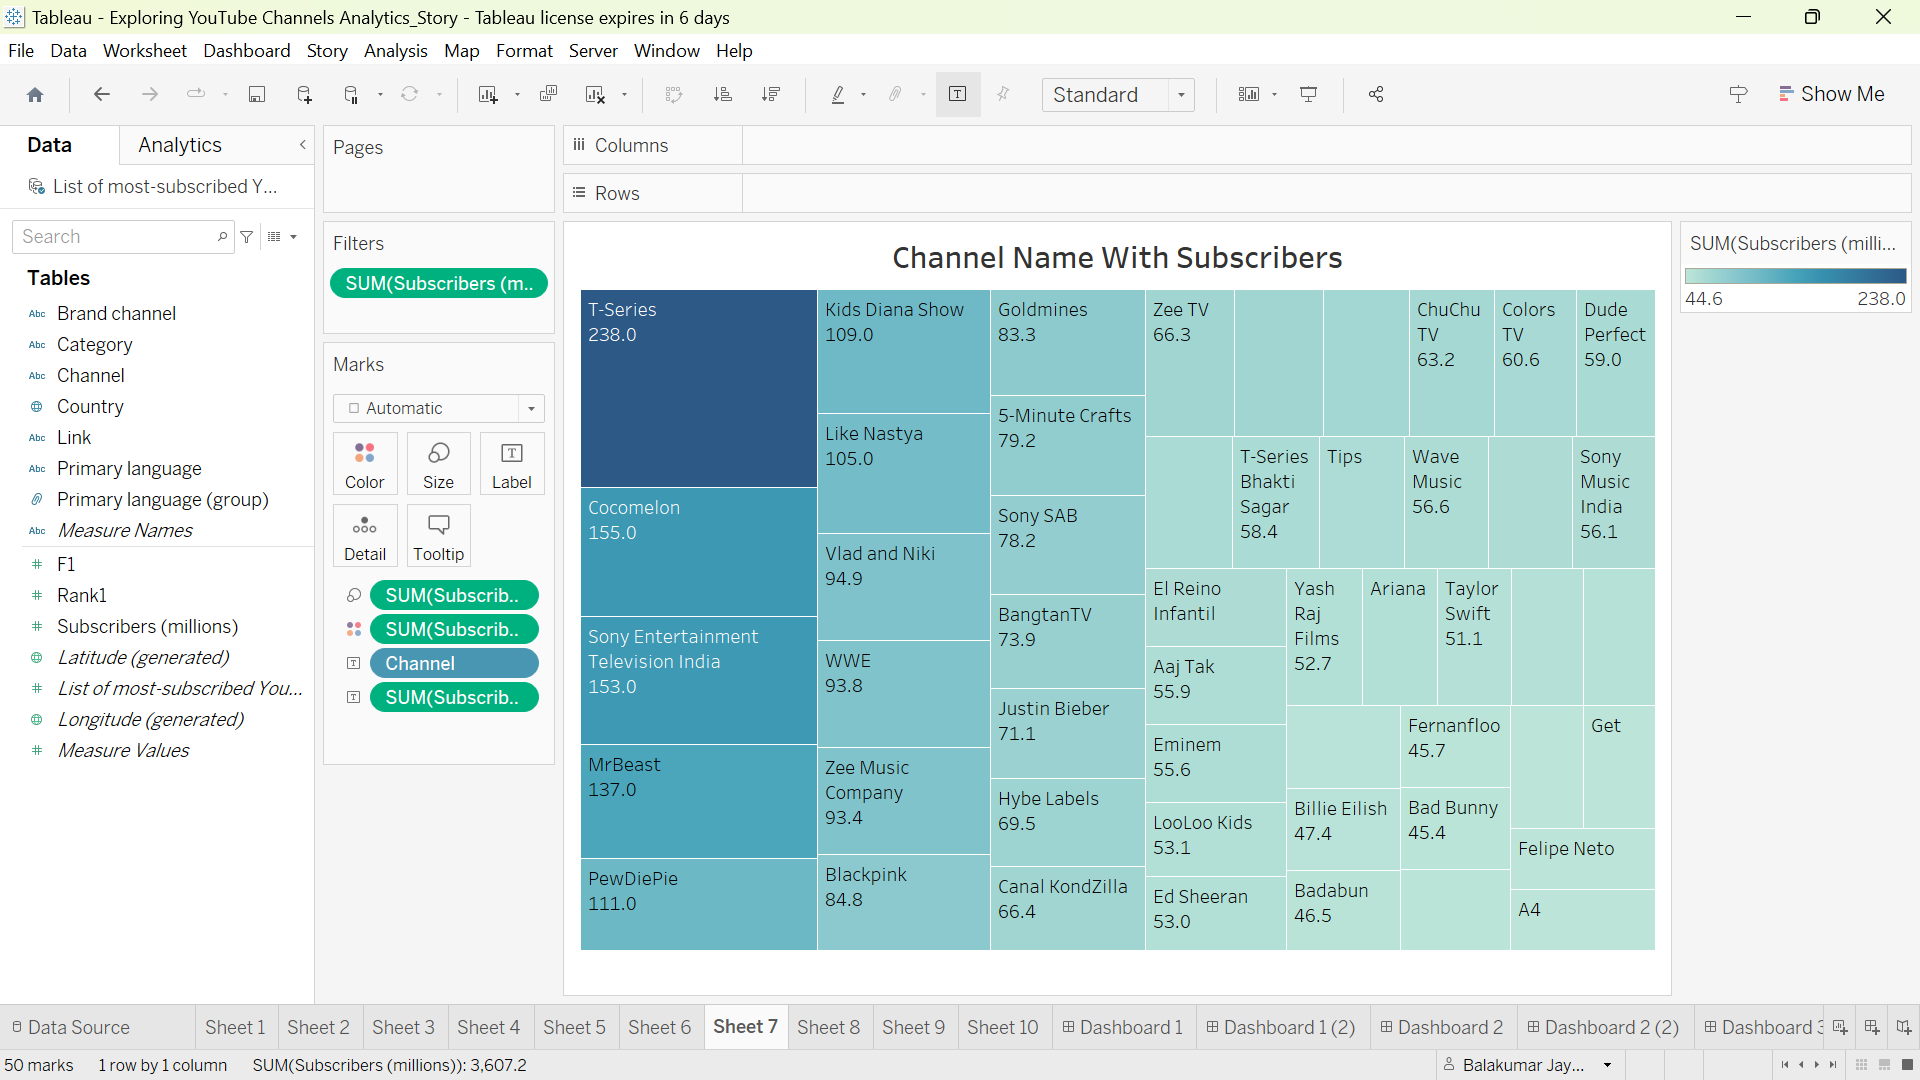 Tableau - Exploring YouTube Channels Analytics_Story - Tableau license expires in 6 days
File Data Worksheet Dashboard Story Analysis Map Format Server Window Help
Standard
Show Me
Data Analytics
List of most-subscribed Y...
Search
Tables
Abc Brand channel
Abc Category
Abc Channel
Country
Abc Link
Abc Primary language
Primary language (group)
Abc Measure Names
# F1
# Rank1
# Subscribers (millions)
Latitude (generated)
# List of most-subscribed You...
Longitude (generated)
# Measure Values
Pages
Filters
SUM(Subscribers (m..
Marks
Automatic
Color Size Label
Detail Tooltip
SUM(Subscrib..
SUM(Subscrib..
Channel
SUM(Subscrib..
Columns
Rows
Channel Name With Subscribers
T-Series
238.0
Cocomelon
155.0
Sony Entertainment
Television India
153.0
MrBeast
137.0
PewDiePie
111.0
Kids Diana Show
109.0
Like Nastya
105.0
Vlad and Niki
94.9
WWE
93.8
Zee Music
Company
93.4
Blackpink
84.8
Goldmines
83.3
5-Minute Crafts
79.2
Sony SAB
78.2
BangtanTV
73.9
Justin Bieber
71.1
Hybe Labels
69.5
Canal KondZilla
66.4
Zee TV
66.3
ChuChu
TV
63.2
Colors
TV
60.6
Dude
Perfect
59.0
T-Series
Bhakti
Sagar
58.4
Tips
Wave
Music
56.6
Sony
Music
India
56.1
El Reino
Infantil
Aaj Tak
55.9
Eminem
55.6
LooLoo Kids
53.1
Ed Sheeran
53.0
Yash
Raj
Films
52.7
Ariana
Taylor
Swift
51.1
Billie Eilish
47.4
Badabun
46.5
Fernanfloo
45.7
Bad Bunny
45.4
Get
Felipe Neto
A4
SUM(Subscribers (milli...
44.6 238.0
Data Source Sheet 1 Sheet 2 Sheet 3 Sheet 4 Sheet 5 Sheet 6 Sheet 7 Sheet 8 Sheet 9 Sheet 10 Dashboard 1 Dashboard 1 (2) Dashboard 2 Dashboard 2 (2) Dashboard 3
50 marks 1 row by 1 column SUM(Subscribers (millions)): 3,607.2
Balakumar Jay...